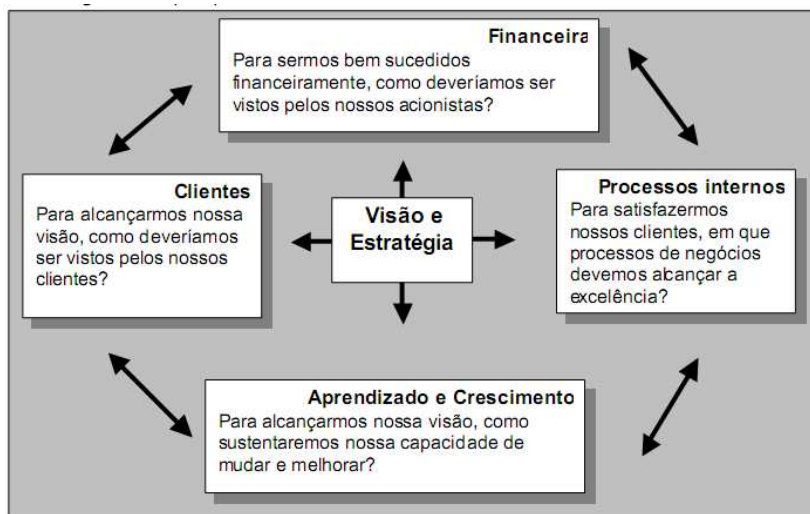 Financeira
Para sermos bem sucedidos
financeiramente, como deveríamos ser
vistos pelos nossos acionistas?
Clientes
Para alcançarmos nossa
visão, como deveríamos
ser vistos pelos nossos
clientes?
Visão e
Estratégia
Processos internos
Para satisfazermos
nossos clientes, em que
processos de negócios
devemos alcançar a
excelência?
Aprendizado e Crescimento
Para alcançarmos nossa visão, como
sustentaremos nossa capacidade de
mudar e melhorar?